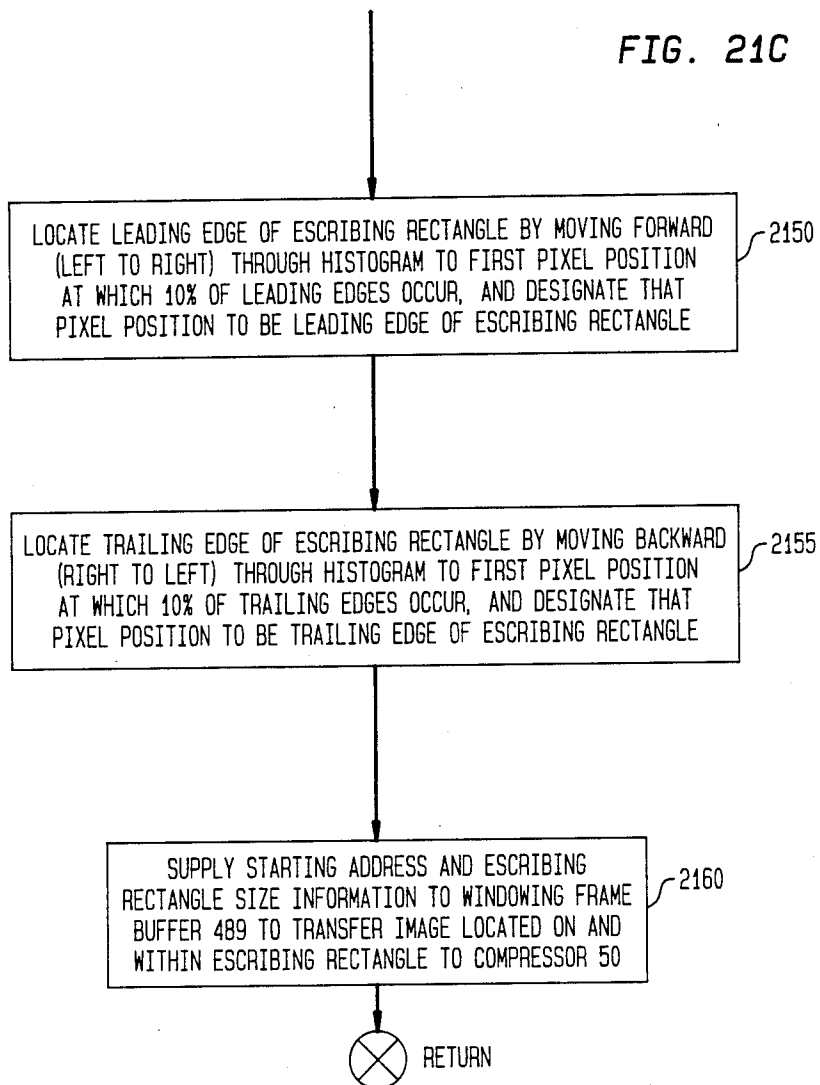 FIG. 21C
LOCATE LEADING EDGE OF ESCRIBING RECTANGLE BY MOVING FORWARD
(LEFT TO RIGHT) THROUGH HISTOGRAM TO FIRST PIXEL POSITION
AT WHICH 10% OF LEADING EDGES OCCUR, AND DESIGNATE THAT
PIXEL POSITION TO BE LEADING EDGE OF ESCRIBING RECTANGLE
2150
LOCATE TRAILING EDGE OF ESCRIBING RECTANGLE BY MOVING BACKWARD
(RIGHT TO LEFT) THROUGH HISTOGRAM TO FIRST PIXEL POSITION
AT WHICH 10% OF TRAILING EDGES OCCUR, AND DESIGNATE THAT
PIXEL POSITION TO BE TRAILING EDGE OF ESCRIBING RECTANGLE
2155
SUPPLY STARTING ADDRESS AND ESCRIBING
RECTANGLE SIZE INFORMATION TO WINDOWING FRAME
BUFFER 489 TO TRANSFER IMAGE LOCATED ON AND
WITHIN ESCRIBING RECTANGLE TO COMPRESSOR 50
2160
RETURN